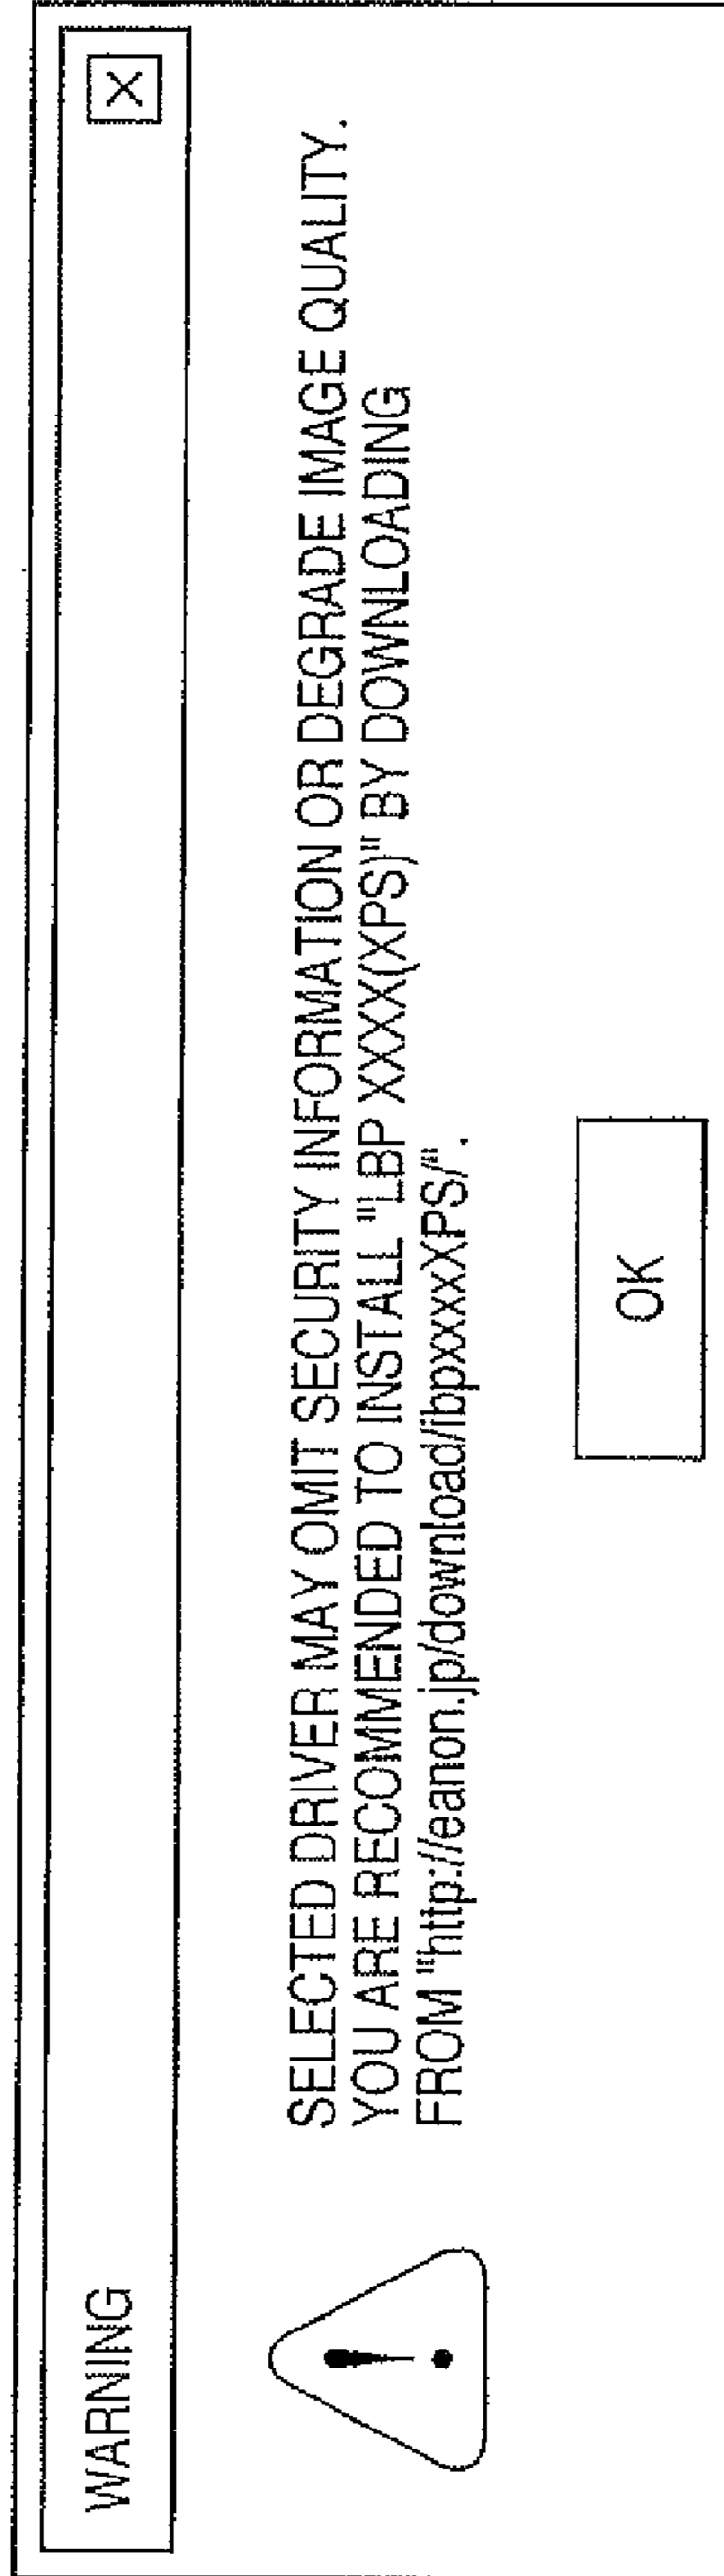 WARNING
X
SELECTED DRIVER MAY OMIT SECURITY INFORMATION OR DEGRADE IMAGE QUALITY.
YOU ARE RECOMMENDED TO INSTALL "LBP XXXX(XPS)" BY DOWNLOADING
FROM "http://eanon.jp/download/ibpxxxxXPS/".
OK